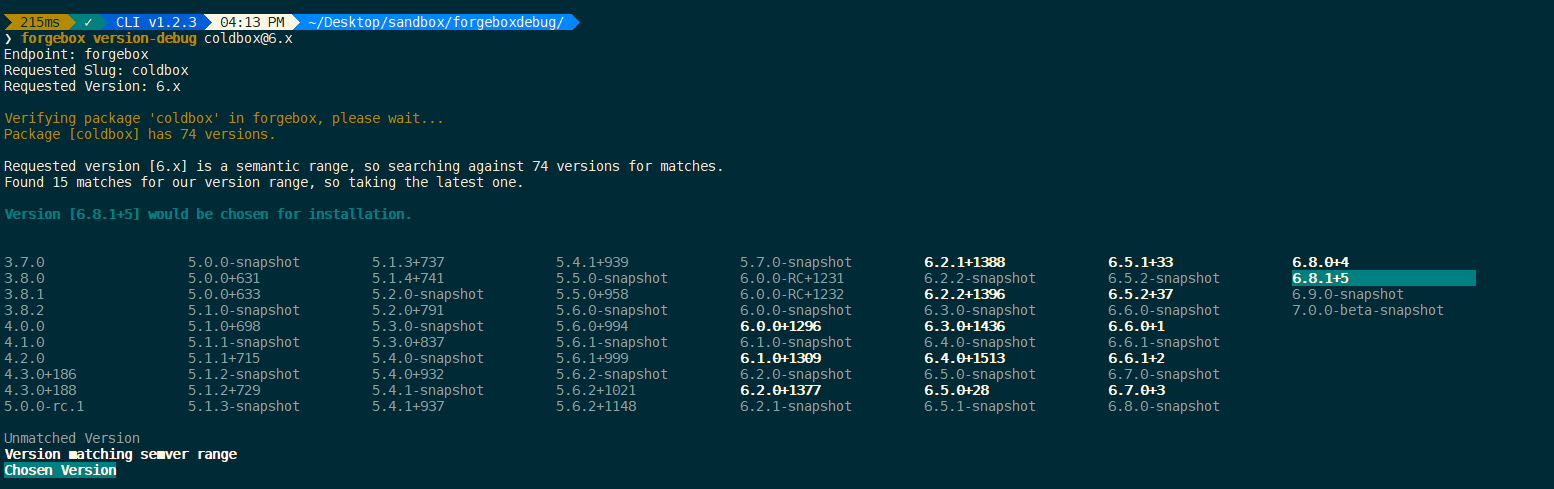 215ms ✓ CLI v1.2.3 04:13 PM ~/Desktop/sandbox/forgeboxdebug/
❯ forgebox version-debug coldbox@6.x
Endpoint: forgebox
Requested Slug: coldbox
Requested Version: 6.x
Verifying package 'coldbox' in forgebox, please wait...
Package [coldbox] has 74 versions.
Requested version [6.x] is a semantic range, so searching against 74 versions for matches.
Found 15 matches for our version range, so taking the latest one.
Version [6.8.1+5] would be chosen for installation.
3.7.0 5.0.0-snapshot 5.1.3+737 5.4.1+939 5.7.0-snapshot 6.2.1+1388 6.5.1+33 6.8.0+4
3.8.0 5.0.0+631 5.1.4+741 5.5.0-snapshot 6.0.0-RC+1231 6.2.2-snapshot 6.5.2-snapshot 6.8.1+5
3.8.1 5.0.0+633 5.2.0-snapshot 5.5.0+958 6.0.0-RC+1232 6.2.2+1396 6.5.2+37 6.9.0-snapshot
3.8.2 5.1.0-snapshot 5.2.0+791 5.6.0-snapshot 6.0.0-snapshot 6.3.0-snapshot 6.6.0-snapshot 7.0.0-beta-snapshot
4.0.0 5.1.0+698 5.3.0-snapshot 5.6.0+994 6.0.0+1296 6.3.0+1436 6.6.0+1
4.1.0 5.1.1-snapshot 5.3.0+837 5.6.1-snapshot 6.1.0-snapshot 6.4.0-snapshot 6.6.1-snapshot
4.2.0 5.1.1+715 5.4.0-snapshot 5.6.1+999 6.1.0+1309 6.4.0+1513 6.6.1+2
4.3.0+186 5.1.2-snapshot 5.4.0+932 5.6.2-snapshot 6.2.0-snapshot 6.5.0-snapshot 6.7.0-snapshot
4.3.0+188 5.1.2+729 5.4.1-snapshot 5.6.2+1021 6.2.0+1377 6.5.0+28 6.7.0+3
5.0.0-rc.1 5.1.3-snapshot 5.4.1+937 5.6.2+1148 6.2.1-snapshot 6.5.1-snapshot 6.8.0-snapshot
Unmatched Version
Version matching semver range
Chosen Version